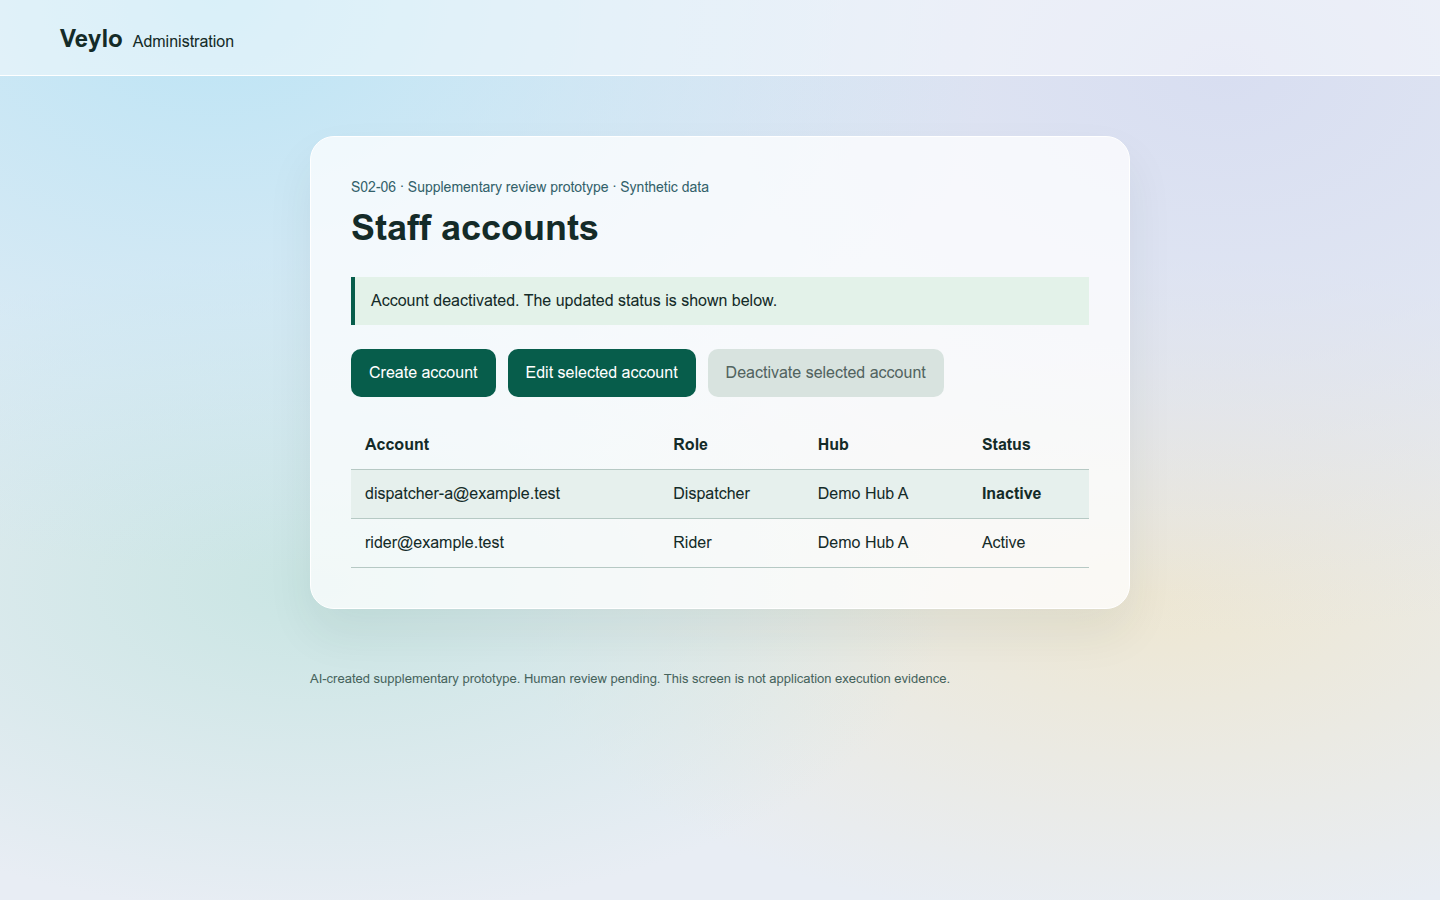 Veylo Administration
S02-06 · Supplementary review prototype · Synthetic data
Staff accounts
Account deactivated. The updated status is shown below.
Create account Edit selected account Deactivate selected account
Account Role Hub Status
dispatcher-a@example.test Dispatcher Demo Hub A Inactive
rider@example.test Rider Demo Hub A Active
AI-created supplementary prototype. Human review pending. This screen is not application execution evidence.